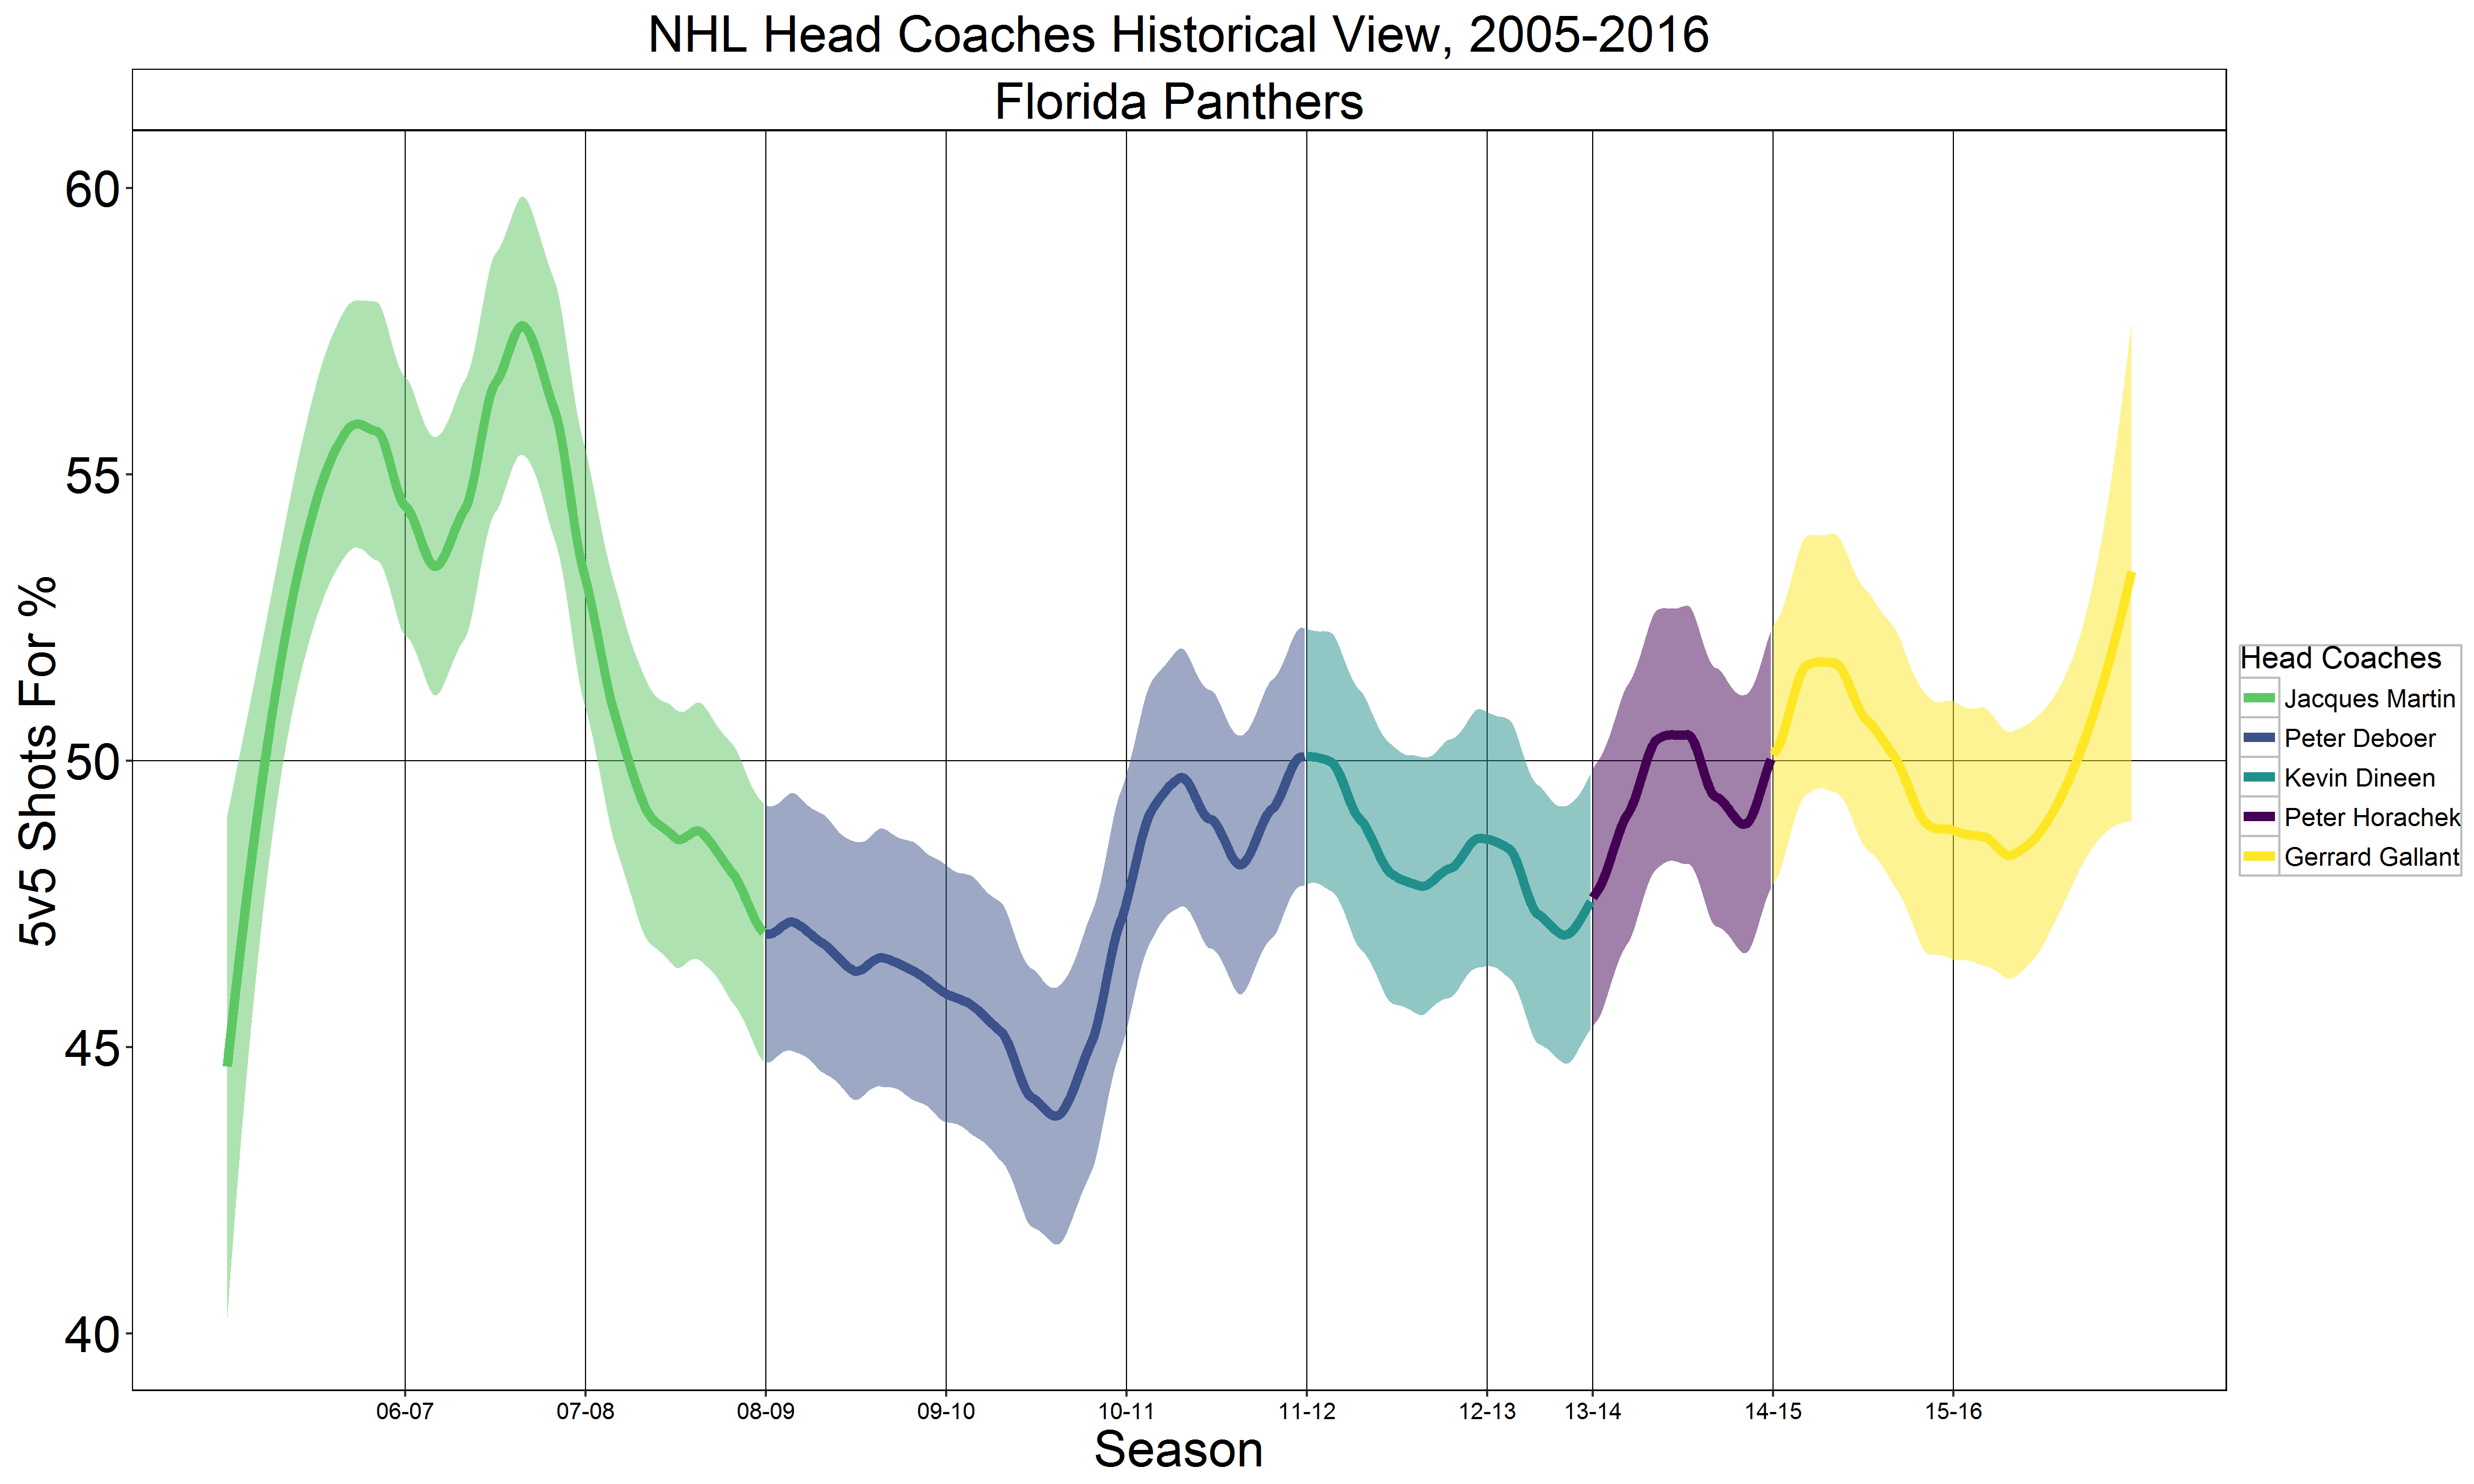 NHL Head Coaches Historical View, 2005-2016
Florida Panthers
60
55
50
45
40
5v5 Shots For %
06-07 07-08 08-09 09-10 10-11 11-12 12-13 13-14 14-15 15-16
Season
Head Coaches
Jacques Martin
Peter Deboer
Kevin Dineen
Peter Horachek
Gerrard Gallant